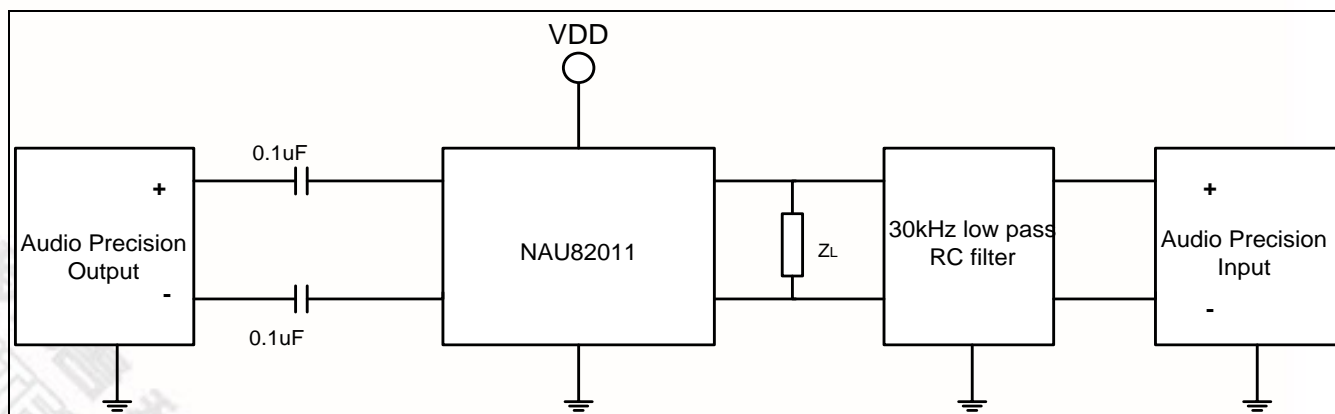 VDD
0.1uF
+
Audio Precision
Output
-
0.1uF
NAU82011
ZL
30kHz low pass
RC filter
+
Audio Precision
Input
-